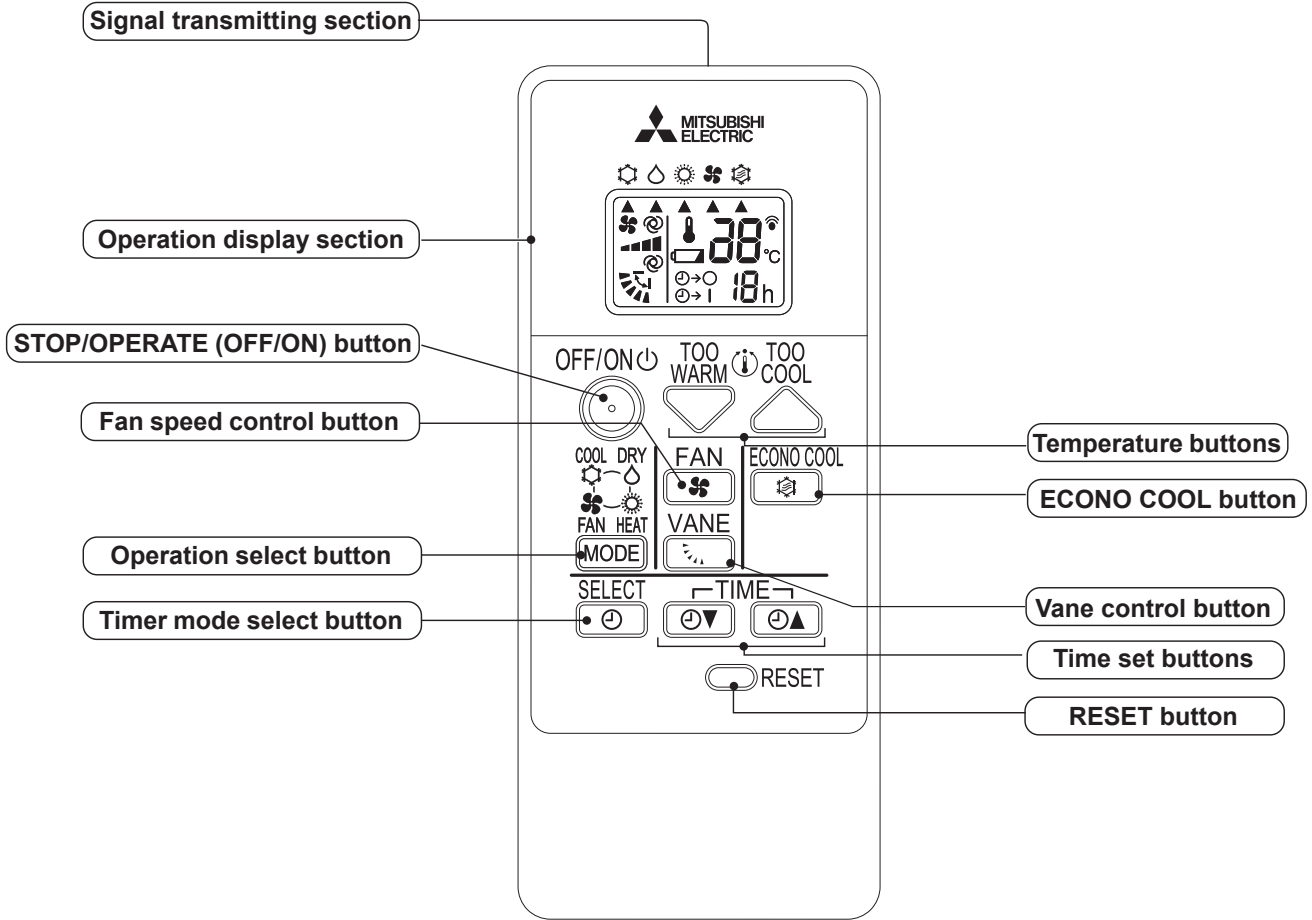 Signal transmitting section
MITSUBISHI
ELECTRIC
Operation display section
88 °C
18 h
STOP/OPERATE (OFF/ON) button
OFF/ON
TOO WARM
TOO COOL
Fan speed control button
Temperature buttons
COOL DRY
FAN
ECONO COOL
ECONO COOL button
FAN HEAT
VANE
Operation select button
MODE
SELECT
TIME
Vane control button
Timer mode select button
Time set buttons
RESET
RESET button